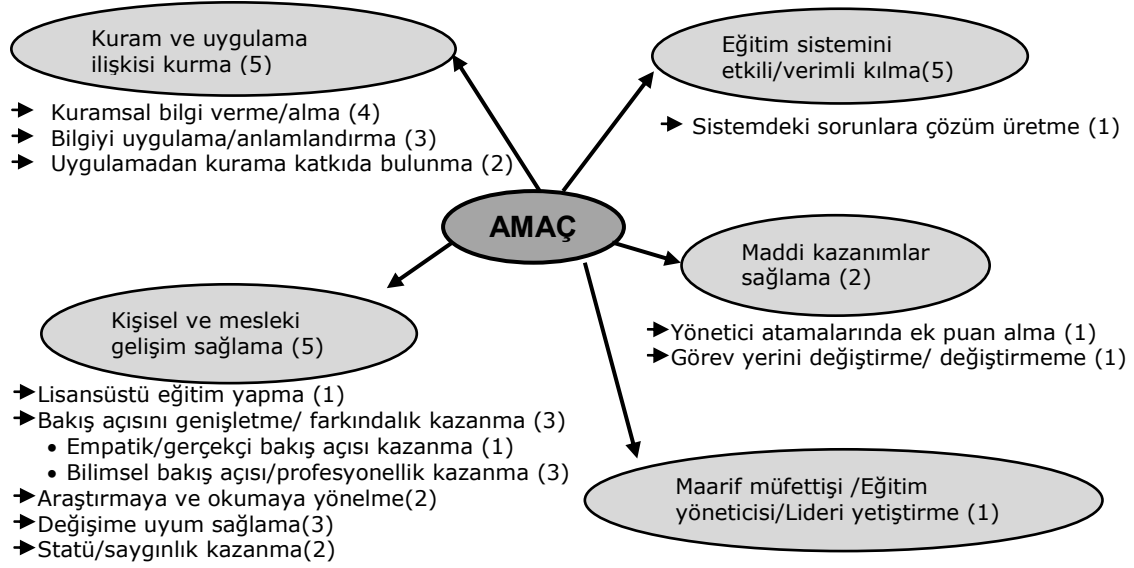 Kuram ve uygulama
ilişkisi kurma (5)
Kuramsal bilgi verme/alma (4)
Bilgiyi uygulama/anlamlandırma (3)
Uygulamadan kurama katkıda bulunma (2)
Eğitim sistemini
etkili/verimli kılma(5)
Sistemdeki sorunlara çözüm üretme (1)
AMAÇ
Maddi kazanımlar
sağlama (2)
Yönetici atamalarında ek puan alma (1)
Görev yerini değiştirme/ değiştirmeme (1)
Kişisel ve mesleki
gelişim sağlama (5)
Lisansüstü eğitim yapma (1)
Bakış açısını genişletme/ farkındalık kazanma (3)
• Empatik/gerçekçi bakış açısı kazanma (1)
• Bilimsel bakış açısı/profesyonellik kazanma (3)
Araştırmaya ve okumaya yönelme(2)
Değişime uyum sağlama(3)
Statü/saygınlık kazanma(2)
Maarif müfettişi /Eğitim
yöneticisi/Lideri yetiştirme (1)